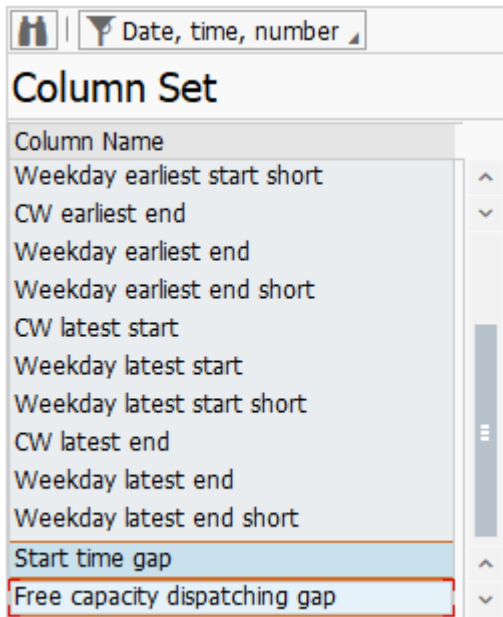 Date, time, number
Column Set
Column Name
Weekday earliest start short
CW earliest end
Weekday earliest end
Weekday earliest end short
CW latest start
Weekday latest start
Weekday latest start short
CW latest end
Weekday latest end
Weekday latest end short
Start time gap
Free capacity dispatching gap